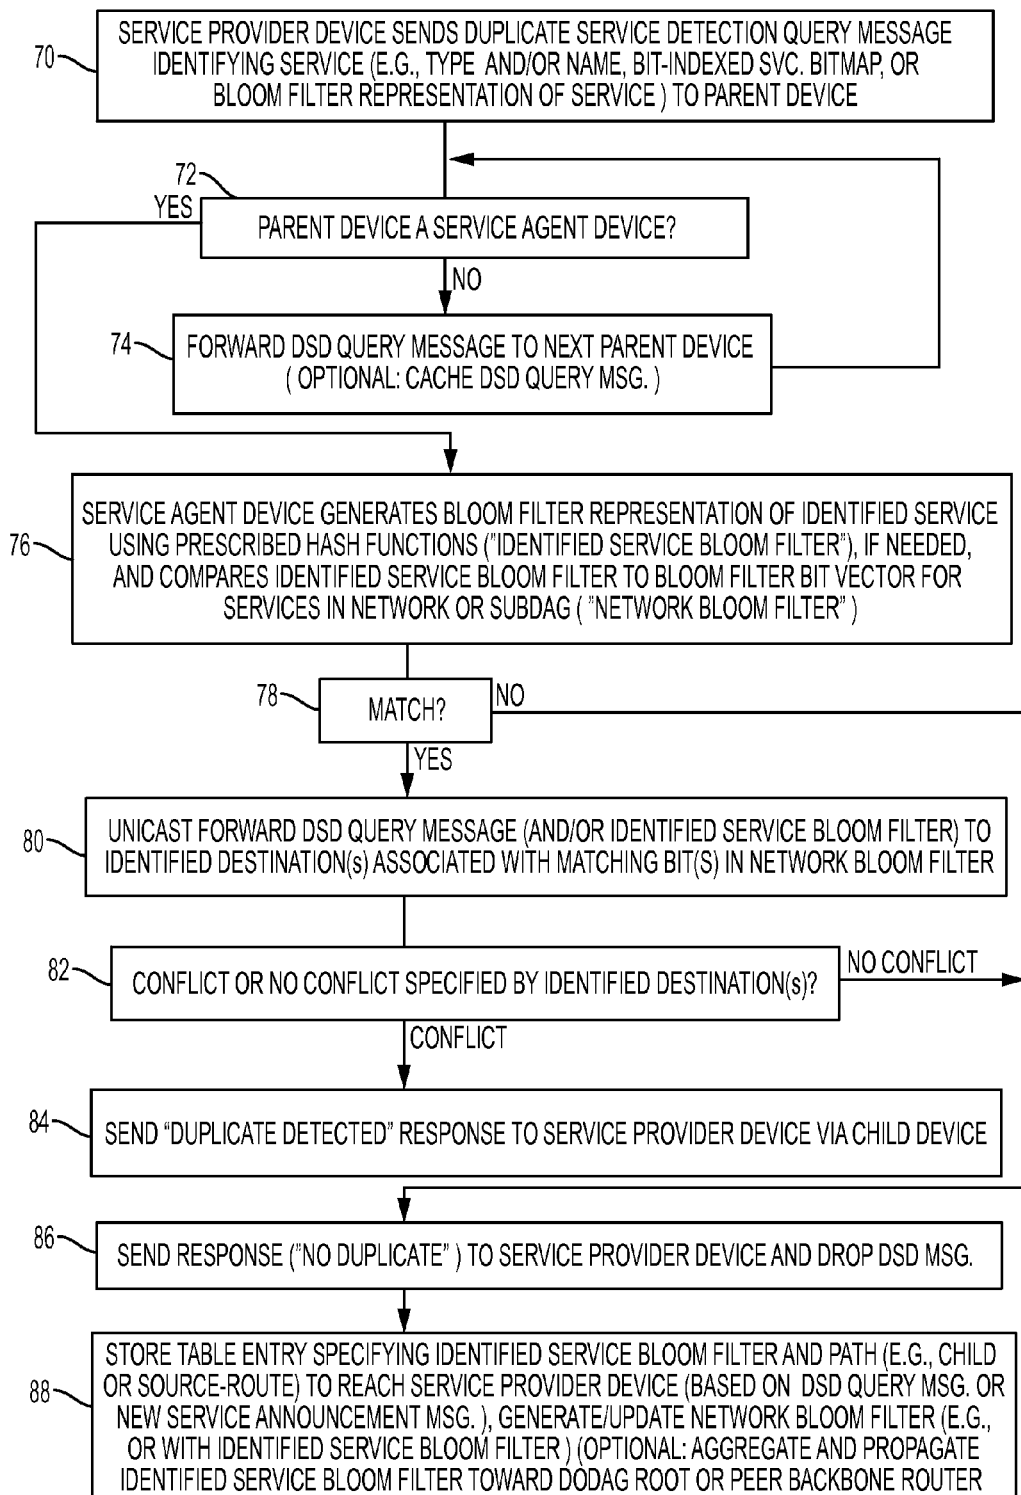 70
SERVICE PROVIDER DEVICE SENDS DUPLICATE SERVICE DETECTION QUERY MESSAGE
IDENTIFYING SERVICE (E.G., TYPE AND/OR NAME, BIT-INDEXED SVC. BITMAP, OR
BLOOM FILTER REPRESENTATION OF SERVICE ) TO PARENT DEVICE
72
YES
PARENT DEVICE A SERVICE AGENT DEVICE?
NO
74
FORWARD DSD QUERY MESSAGE TO NEXT PARENT DEVICE
( OPTIONAL: CACHE DSD QUERY MSG. )
76
SERVICE AGENT DEVICE GENERATES BLOOM FILTER REPRESENTATION OF IDENTIFIED SERVICE
USING PRESCRIBED HASH FUNCTIONS ("IDENTIFIED SERVICE BLOOM FILTER"), IF NEEDED,
AND COMPARES IDENTIFIED SERVICE BLOOM FILTER TO BLOOM FILTER BIT VECTOR FOR
SERVICES IN NETWORK OR SUBDAG ( "NETWORK BLOOM FILTER" )
78
MATCH?
NO
YES
80
UNICAST FORWARD DSD QUERY MESSAGE (AND/OR IDENTIFIED SERVICE BLOOM FILTER) TO
IDENTIFIED DESTINATION(s) ASSOCIATED WITH MATCHING BIT(S) IN NETWORK BLOOM FILTER
82
CONFLICT OR NO CONFLICT SPECIFIED BY IDENTIFIED DESTINATION(s)?
NO CONFLICT
CONFLICT
84
SEND "DUPLICATE DETECTED" RESPONSE TO SERVICE PROVIDER DEVICE VIA CHILD DEVICE
86
SEND RESPONSE ("NO DUPLICATE" ) TO SERVICE PROVIDER DEVICE AND DROP DSD MSG.
88
STORE TABLE ENTRY SPECIFYING IDENTIFIED SERVICE BLOOM FILTER AND PATH (E.G., CHILD
OR SOURCE-ROUTE) TO REACH SERVICE PROVIDER DEVICE (BASED ON DSD QUERY MSG. OR
NEW SERVICE ANNOUNCEMENT MSG. ), GENERATE/UPDATE NETWORK BLOOM FILTER (E.G.,
OR WITH IDENTIFIED SERVICE BLOOM FILTER ) (OPTIONAL: AGGREGATE AND PROPAGATE
IDENTIFIED SERVICE BLOOM FILTER TOWARD DODAG ROOT OR PEER BACKBONE ROUTER